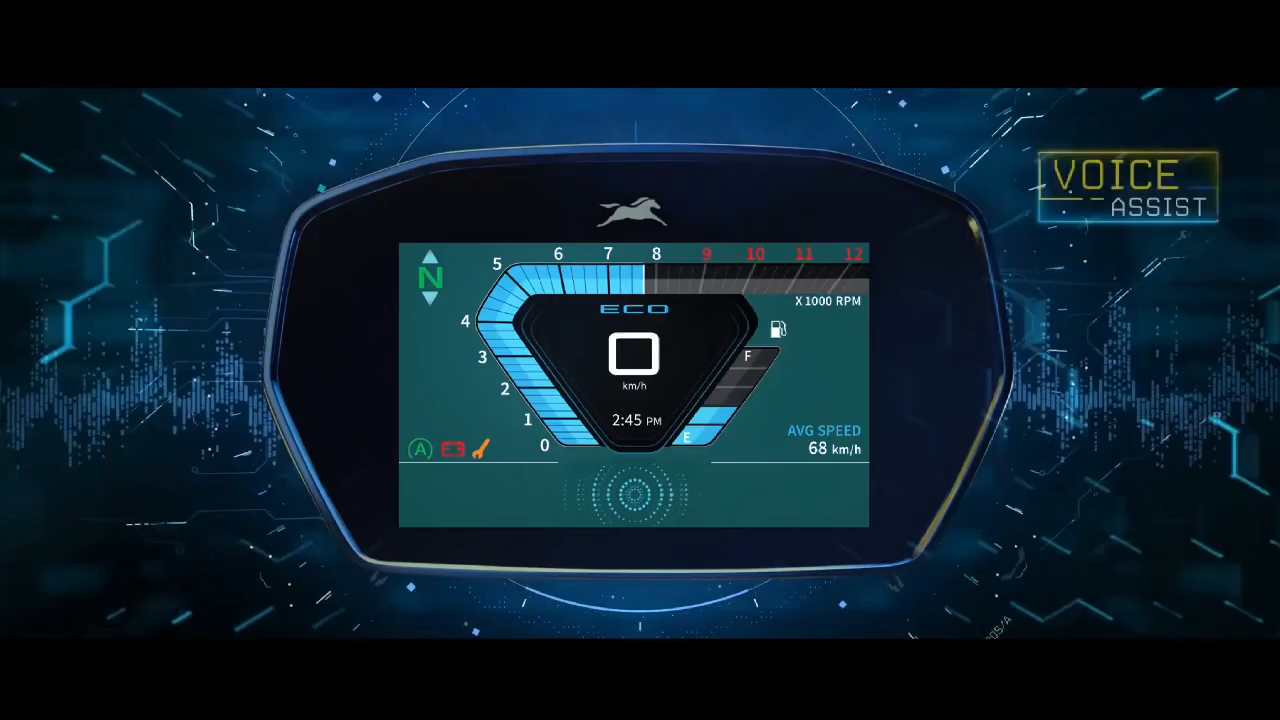 VOICE
ASSIST
N
5 6 7 8 9 10 11 12
X 1000 RPM
ECO
4
3
2
1
0
0
km/h
2:45 PM
F
E
A
AVG SPEED
68 km/h